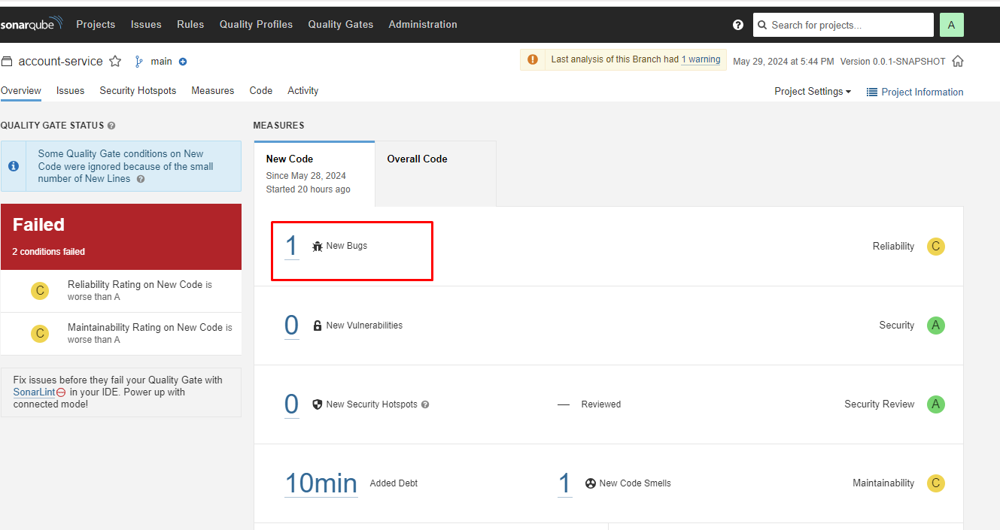 sonarqube Projects Issues Rules Quality Profiles Quality Gates Administration ? Search for projects... A
account-service main Last analysis of this Branch had 1 warning May 29, 2024 at 5:44 PM Version 0.0.1-SNAPSHOT
Overview Issues Security Hotspots Measures Code Activity Project Settings Project Information
QUALITY GATE STATUS ?
Some Quality Gate conditions on New
Code were ignored because of the small
number of New Lines ?
Failed
2 conditions failed
C Reliability Rating on New Code is
worse than A
C Maintainability Rating on New Code is
worse than A
Fix issues before they fail your Quality Gate with
SonarLint in your IDE. Power up with
connected mode!
MEASURES
New Code
Since May 28, 2024
Started 20 hours ago
Overall Code
1 New Bugs Reliability C
0 New Vulnerabilities Security A
0 New Security Hotspots ? — Reviewed Security Review A
10min Added Debt 1 New Code Smells Maintainability C